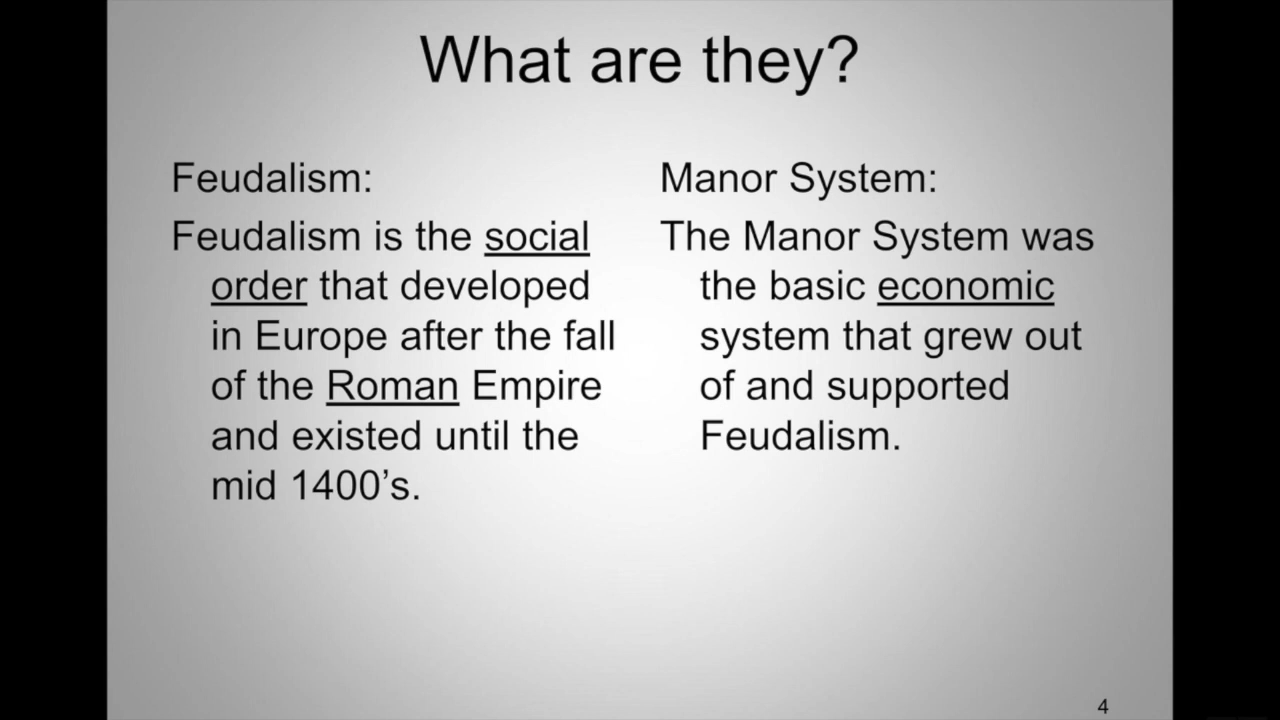 What are they?
Feudalism:
Feudalism is the social
order that developed
in Europe after the fall
of the Roman Empire
and existed until the
mid 1400's.
Manor System:
The Manor System was
the basic economic
system that grew out
of and supported
Feudalism.
4